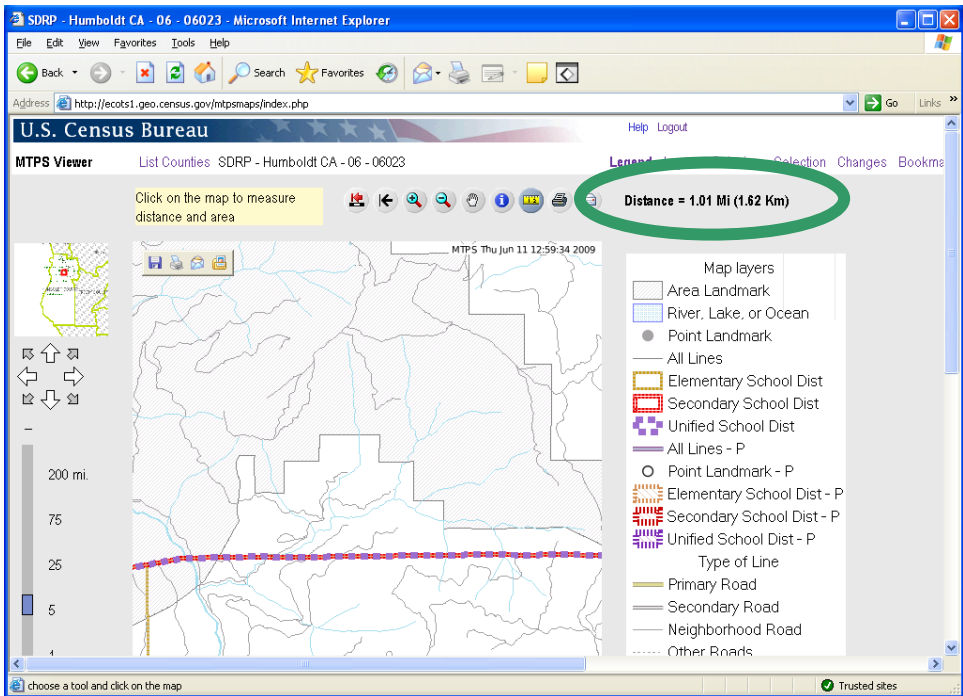 SDRP - Humboldt CA - 06 - 06023 - Microsoft Internet Explorer
File Edit View Favorites Tools Help
Back Search Favorites
Address http://ecots1.geo.census.gov/mtpsmaps/index.php Go Links »
U.S. Census Bureau Help Logout
MTPS Viewer List Counties SDRP - Humboldt CA - 06 - 06023 Legend Selection Changes Bookma
Click on the map to measure
distance and area
Distance = 1.01 Mi (1.62 Km)
MTPS Thu Jun 11 12:59:34 2009
Map layers
Area Landmark
River, Lake, or Ocean
Point Landmark
All Lines
Elementary School Dist
Secondary School Dist
Unified School Dist
All Lines - P
Point Landmark - P
Elementary School Dist - P
Secondary School Dist - P
Unified School Dist - P
Type of Line
Primary Road
Secondary Road
Neighborhood Road
Other Roads
200 mi.
75
25
5
1
choose a tool and click on the map Trusted sites